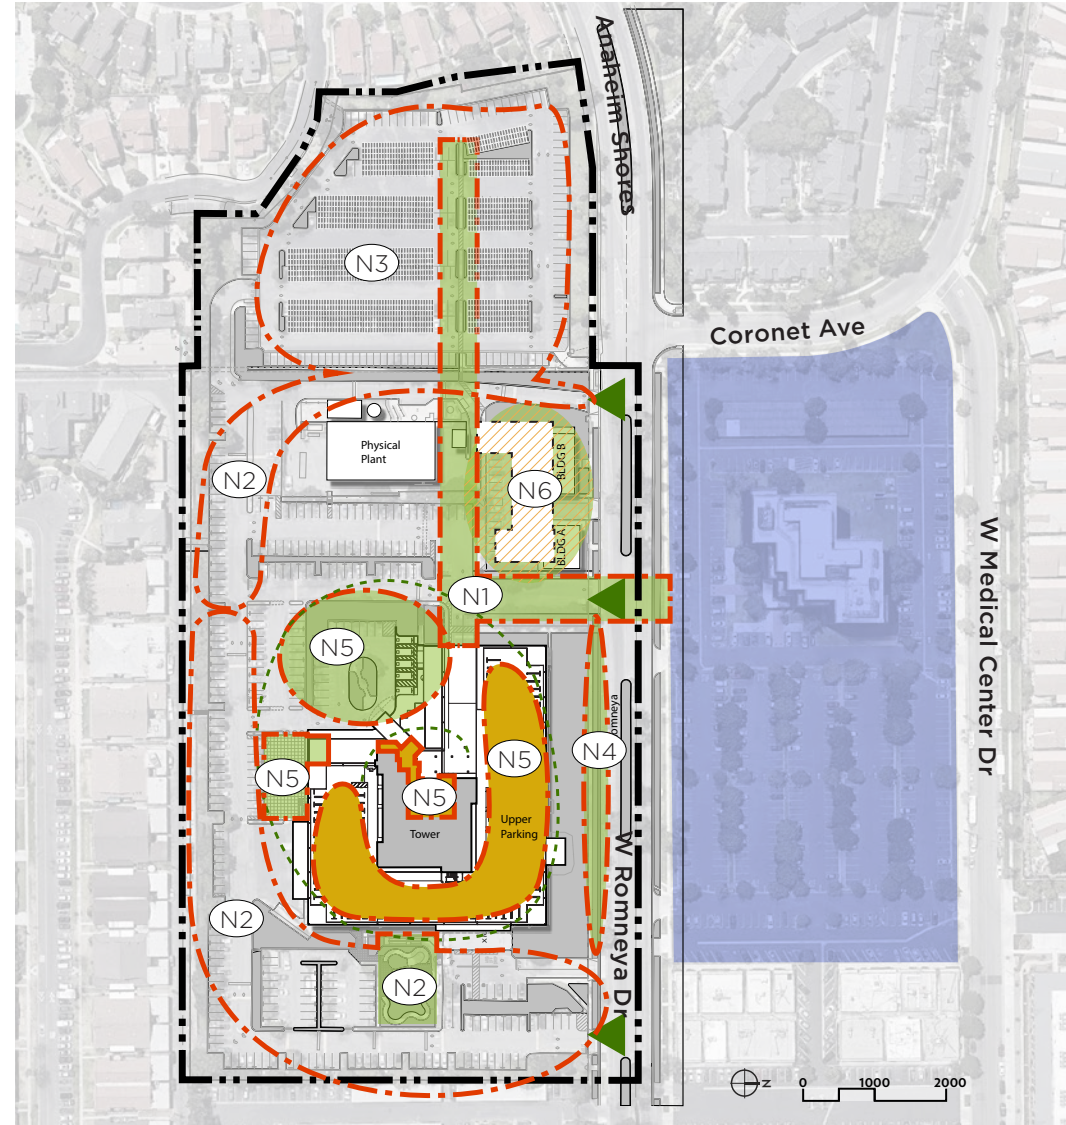 Anaheim Shores
N3
Coronet Ave
Physical
Plant
N2
BLDG B
N6
BLDG A
N1
W Medical Center Dr
N5
N4
N5
N5
N5
Upper
Parking
Tower
W Romneya Dr
N2
N2
Z
0 1000 2000